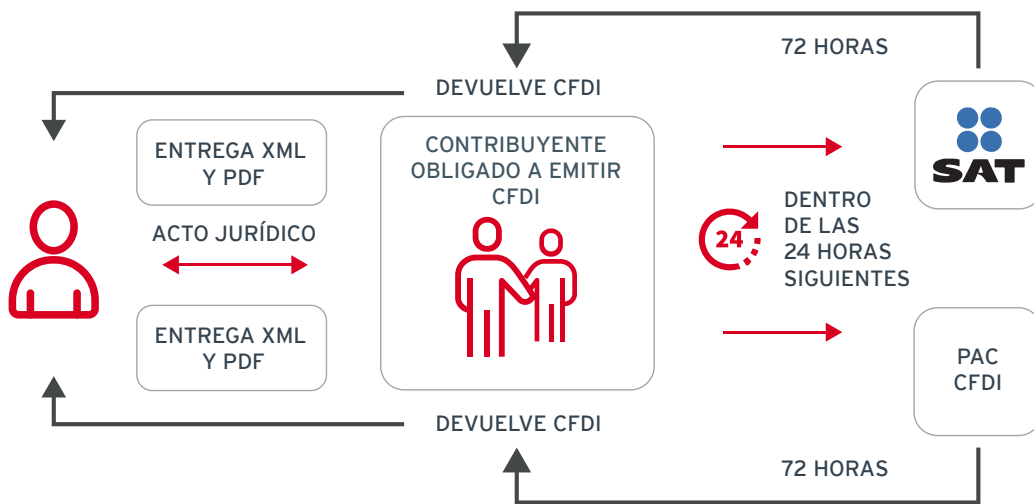 72 HORAS
DEVUELVE CFDI
ENTREGA XML
Y PDF
CONTRIBUYENTE
OBLIGADO A EMITIR
CFDI
SAT
ACTO JURÍDICO
24
DENTRO
DE LAS
24 HORAS
SIGUIENTES
ENTREGA XML
Y PDF
PAC
CFDI
DEVUELVE CFDI
72 HORAS